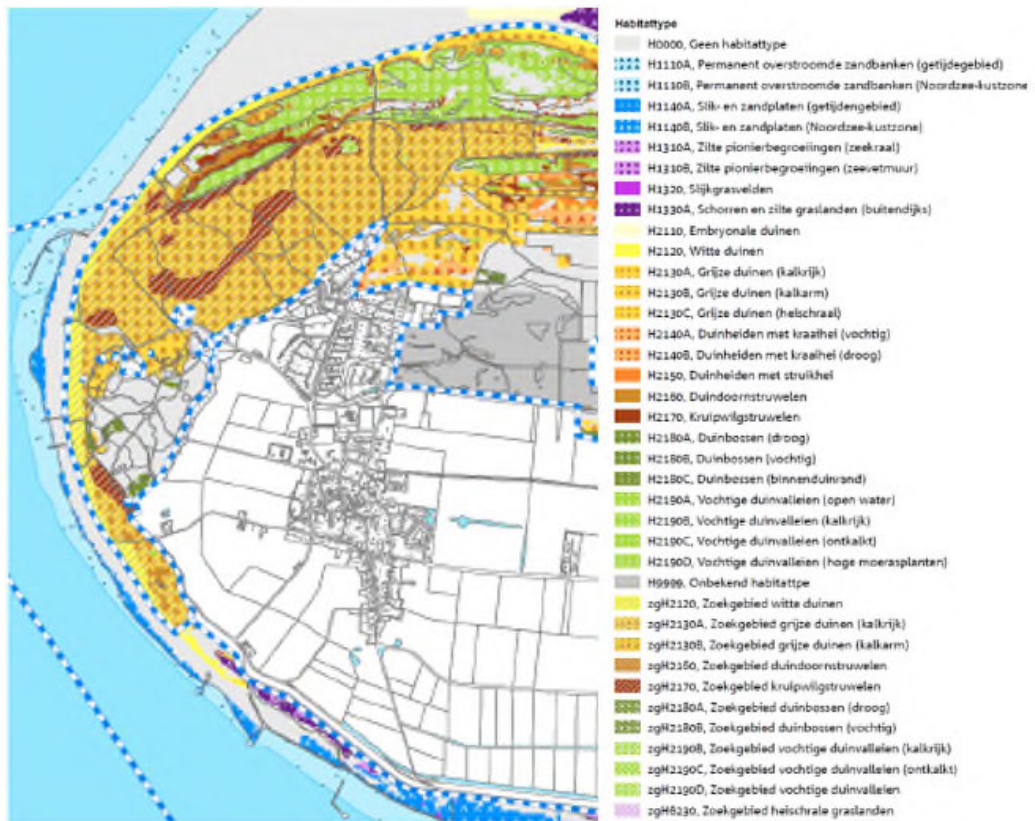 Habitattype
H0000, Geen habitattype
H1110A, Permanent overstroomde zandbanken (getijdegebied)
H1110B, Permanent overstroomde zandbanken (Noordzee-kustzone
H1140A, Slik- en zandplaten (getijdengebied)
H1140B, Slik- en zandplaten (Noordzee-kustzone)
H1310A, Zilte pionierbegroeiingen (zeekraal)
H1310B, Zilte pionierbegroeiingen (zeevetmuur)
H1320, Slijkgrasvelden
H1330A, Schorren en zilte graslanden (buitendijks)
H2110, Embryonale duinen
H2120, Witte duinen
H2130A, Grijze duinen (kalkrijk)
H2130B, Grijze duinen (kalkarm)
H2130C, Grijze duinen (heischraal)
H2140A, Duinheiden met kraaihei (vochtig)
H2140B, Duinheiden met kraaihei (droog)
H2150, Duinheiden met struikhei
H2160, Duindoornstruwelen
H2170, Kruipwilgstruwelen
H2180A, Duinbossen (droog)
H2180B, Duinbossen (vochtig)
H2180C, Duinbossen (binnenduinrand)
H2190A, Vochtige duinvalleien (open water)
H2190B, Vochtige duinvalleien (kalkrijk)
H2190C, Vochtige duinvalleien (ontkalkt)
H2190D, Vochtige duinvalleien (hoge moerasplanten)
H9999, Onbekend habitattpe
zgH2120, Zoekgebied witte duinen
zgH2130A, Zoekgebied grijze duinen (kalkrijk)
zgH2130B, Zoekgebied grijze duinen (kalkarm)
zgH2160, Zoekgebied duindoornstruwelen
zgH2170, Zoekgebied kruipwilgstruwelen
zgH2180A, Zoekgebied duinbossen (droog)
zgH2180B, Zoekgebied duinbossen (vochtig)
zgH2190B, Zoekgebied vochtige duinvalleien (kalkrijk)
zgH2190C, Zoekgebied vochtige duinvalleien (ontkalkt)
zgH2190D, Zoekgebied vochtige duinvalleien
zgH6230, Zoekgebied heischrale graslanden